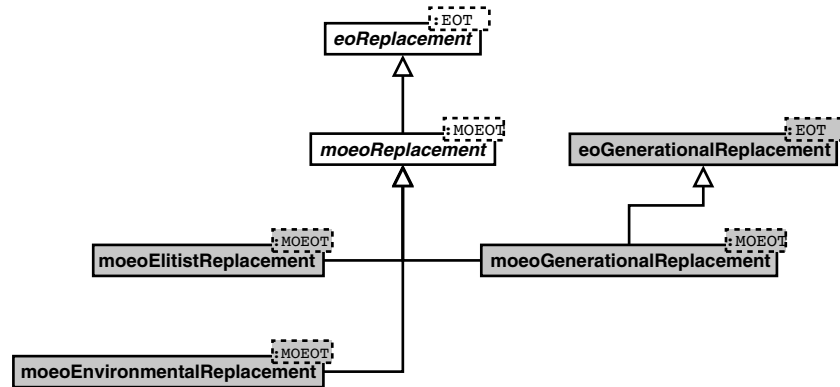 :EOT
eoReplacement
:MOEOT
moeoReplacement
:EOT
eoGenerationalReplacement
:MOEOT
moeoElitistReplacement
:MOEOT
moeoGenerationalReplacement
:MOEOT
moeoEnvironmentalReplacement